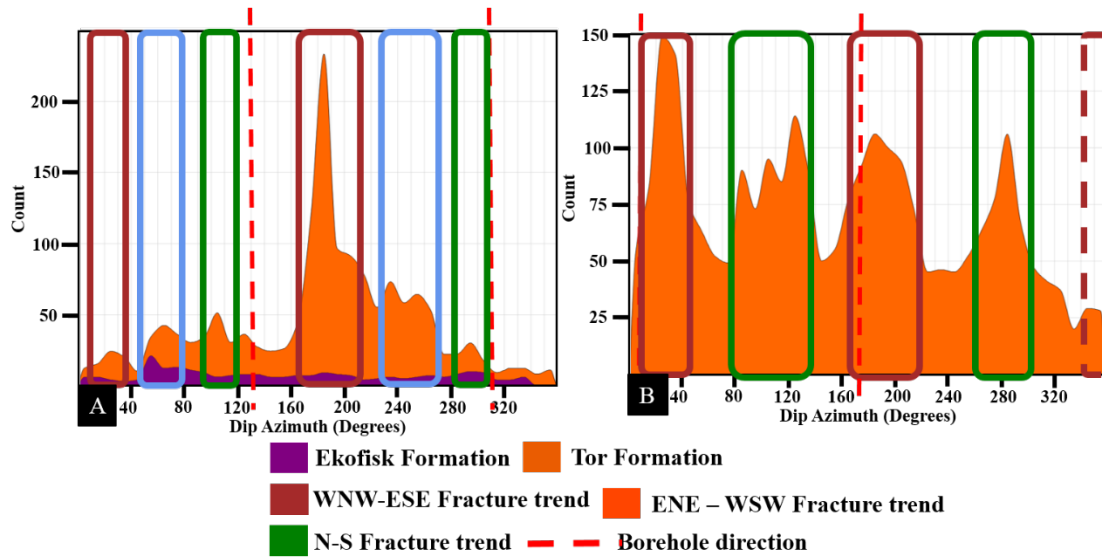 200
150
100
50
Count
A
40
80
120
160
200
240
280
320
Dip Azimuth (Degrees)
150
125
100
75
50
25
Count
B
40
80
120
160
200
240
280
320
Dip Azimuth (Degrees)
Ekofisk Formation
Tor Formation
WNW-ESE Fracture trend
ENE – WSW Fracture trend
N-S Fracture trend
Borehole direction